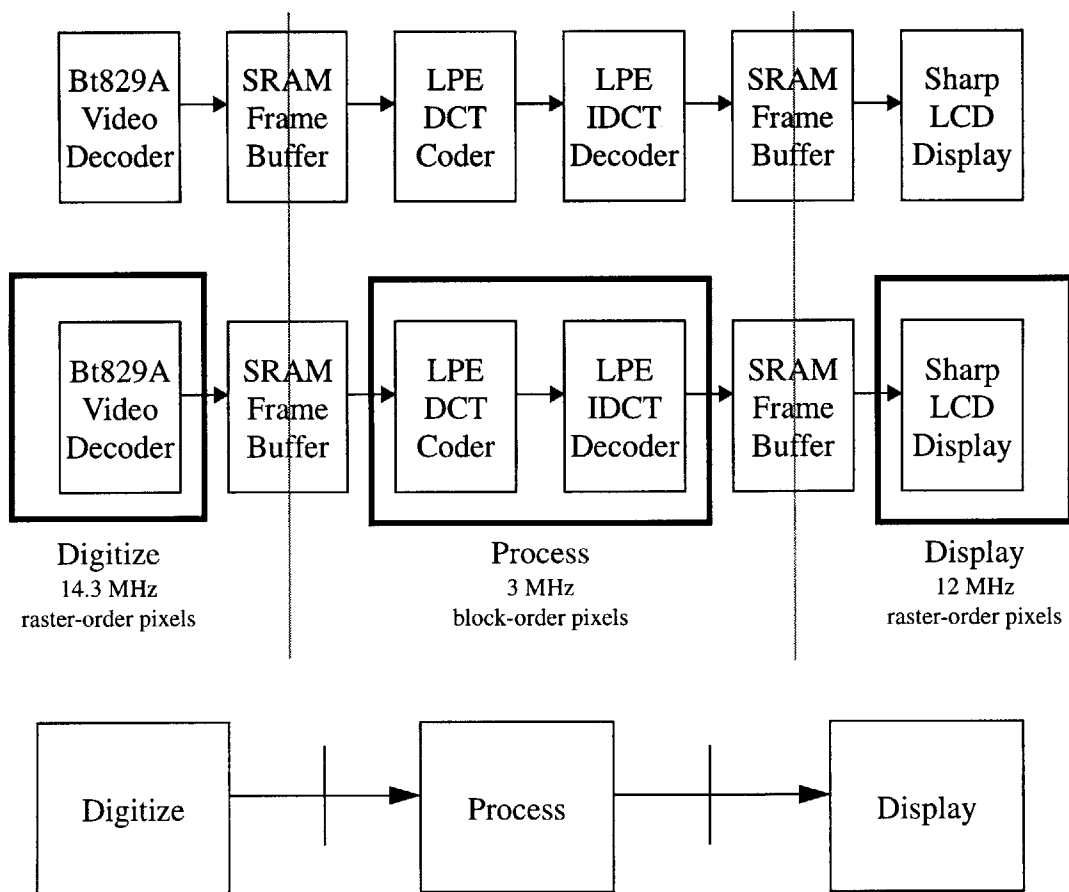 Bt829A
Video
Decoder
SRAM
Frame
Buffer
LPE
DCT
Coder
LPE
IDCT
Decoder
SRAM
Frame
Buffer
Sharp
LCD
Display
Bt829A
Video
Decoder
SRAM
Frame
Buffer
LPE
DCT
Coder
LPE
IDCT
Decoder
SRAM
Frame
Buffer
Sharp
LCD
Display
Digitize
14.3 MHz
raster-order pixels
Process
3 MHz
block-order pixels
Display
12 MHz
raster-order pixels
Digitize
Process
Display